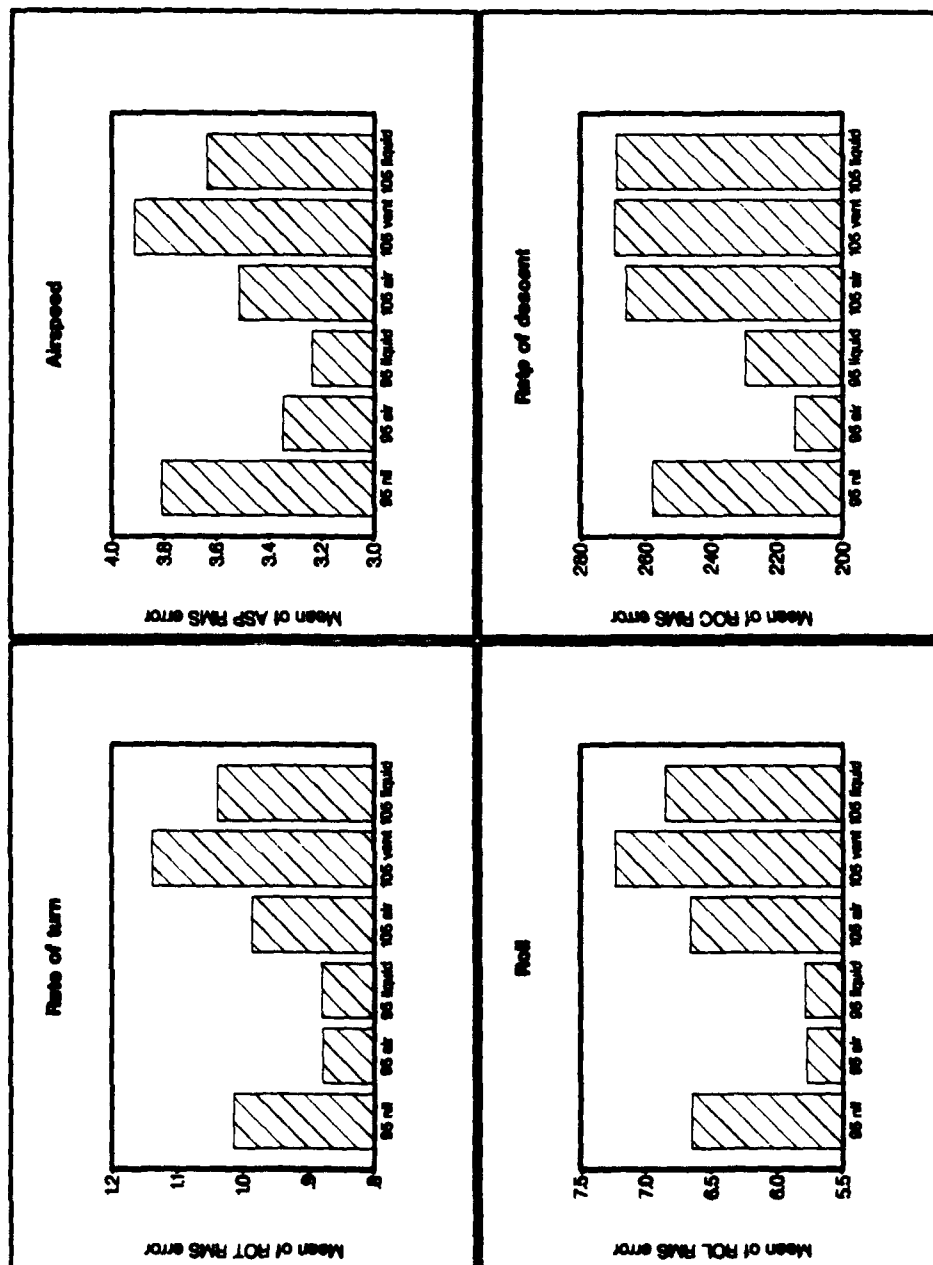 Rate of turn
Mean of ROT RMS error
1.2
1.1
1.0
.9
.8
95 nil 95 air 95 liquid 105 air 105 vent 105 liquid
Airspeed
Mean of ASP RMS error
4.0
3.8
3.6
3.4
3.2
3.0
95 nil 95 air 95 liquid 105 air 105 vent 105 liquid
Roll
Mean of ROL RMS error
7.5
7.0
6.5
6.0
5.5
95 nil 95 air 95 liquid 105 air 105 vent 105 liquid
Rate of descent
Mean of ROC RMS error
280
260
240
220
200
95 nil 95 air 95 liquid 105 air 105 vent 105 liquid